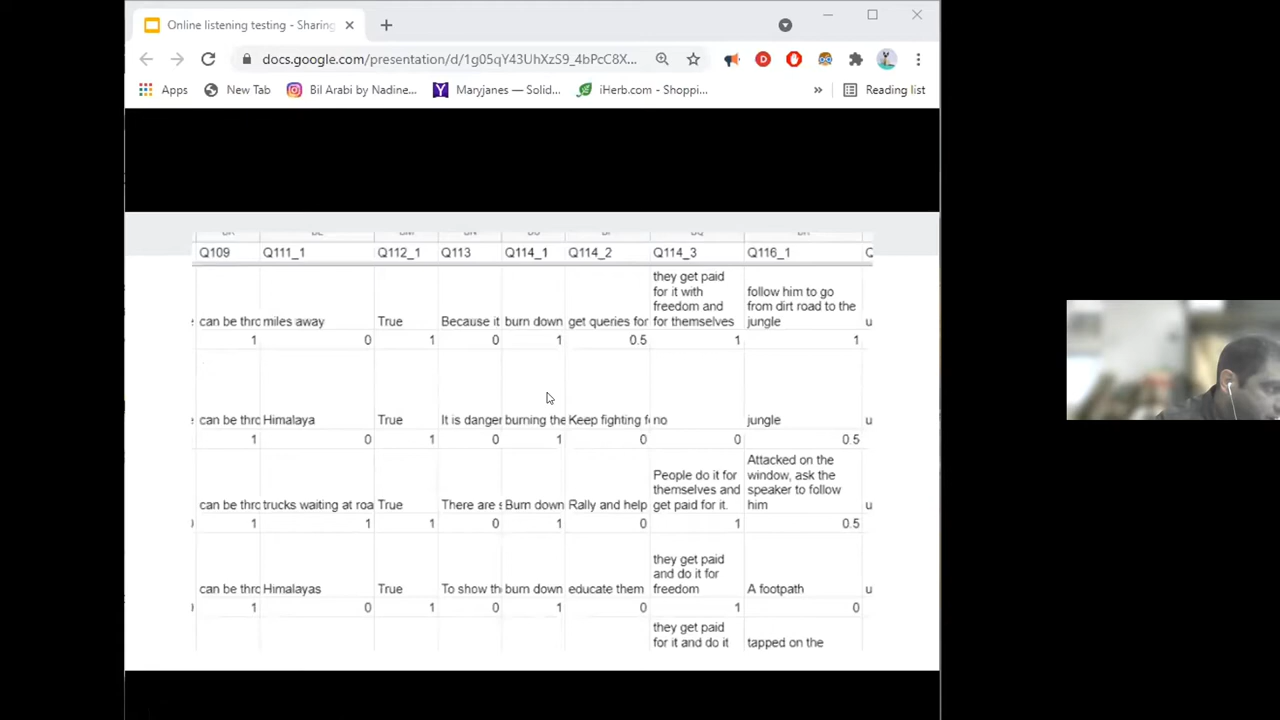 Online listening testing - Sharing
docs.google.com/presentation/d/1g05qY43UhXzS9_4bPcC8X...
Apps New Tab Bil Arabi by Nadine... Maryjanes — Solid... iHerb.com - Shoppi... » Reading list
Q109 Q111_1 Q112_1 Q113 Q114_1 Q114_2 Q114_3 Q116_1 Q
they get paid
for it with
freedom and
for themselves
follow him to go
from dirt road to the
jungle
can be thro miles away True Because it burn down get queries for u
1 0 1 0 1 0.5 1 1
can be thro Himalaya True It is danger burning the Keep fighting fo no jungle u
1 0 1 0 1 0 0 0.5
People do it for
themselves and
get paid for it.
Attacked on the
window, ask the
speaker to follow
him
can be thro trucks waiting at roa True There are s Burn down Rally and help u
1 1 1 0 1 0 1 0.5
they get paid
and do it for
freedom
can be thro Himalayas True To show th burn down educate them A footpath u
1 0 1 0 1 0 1 0
they get paid
for it and do it
tapped on the